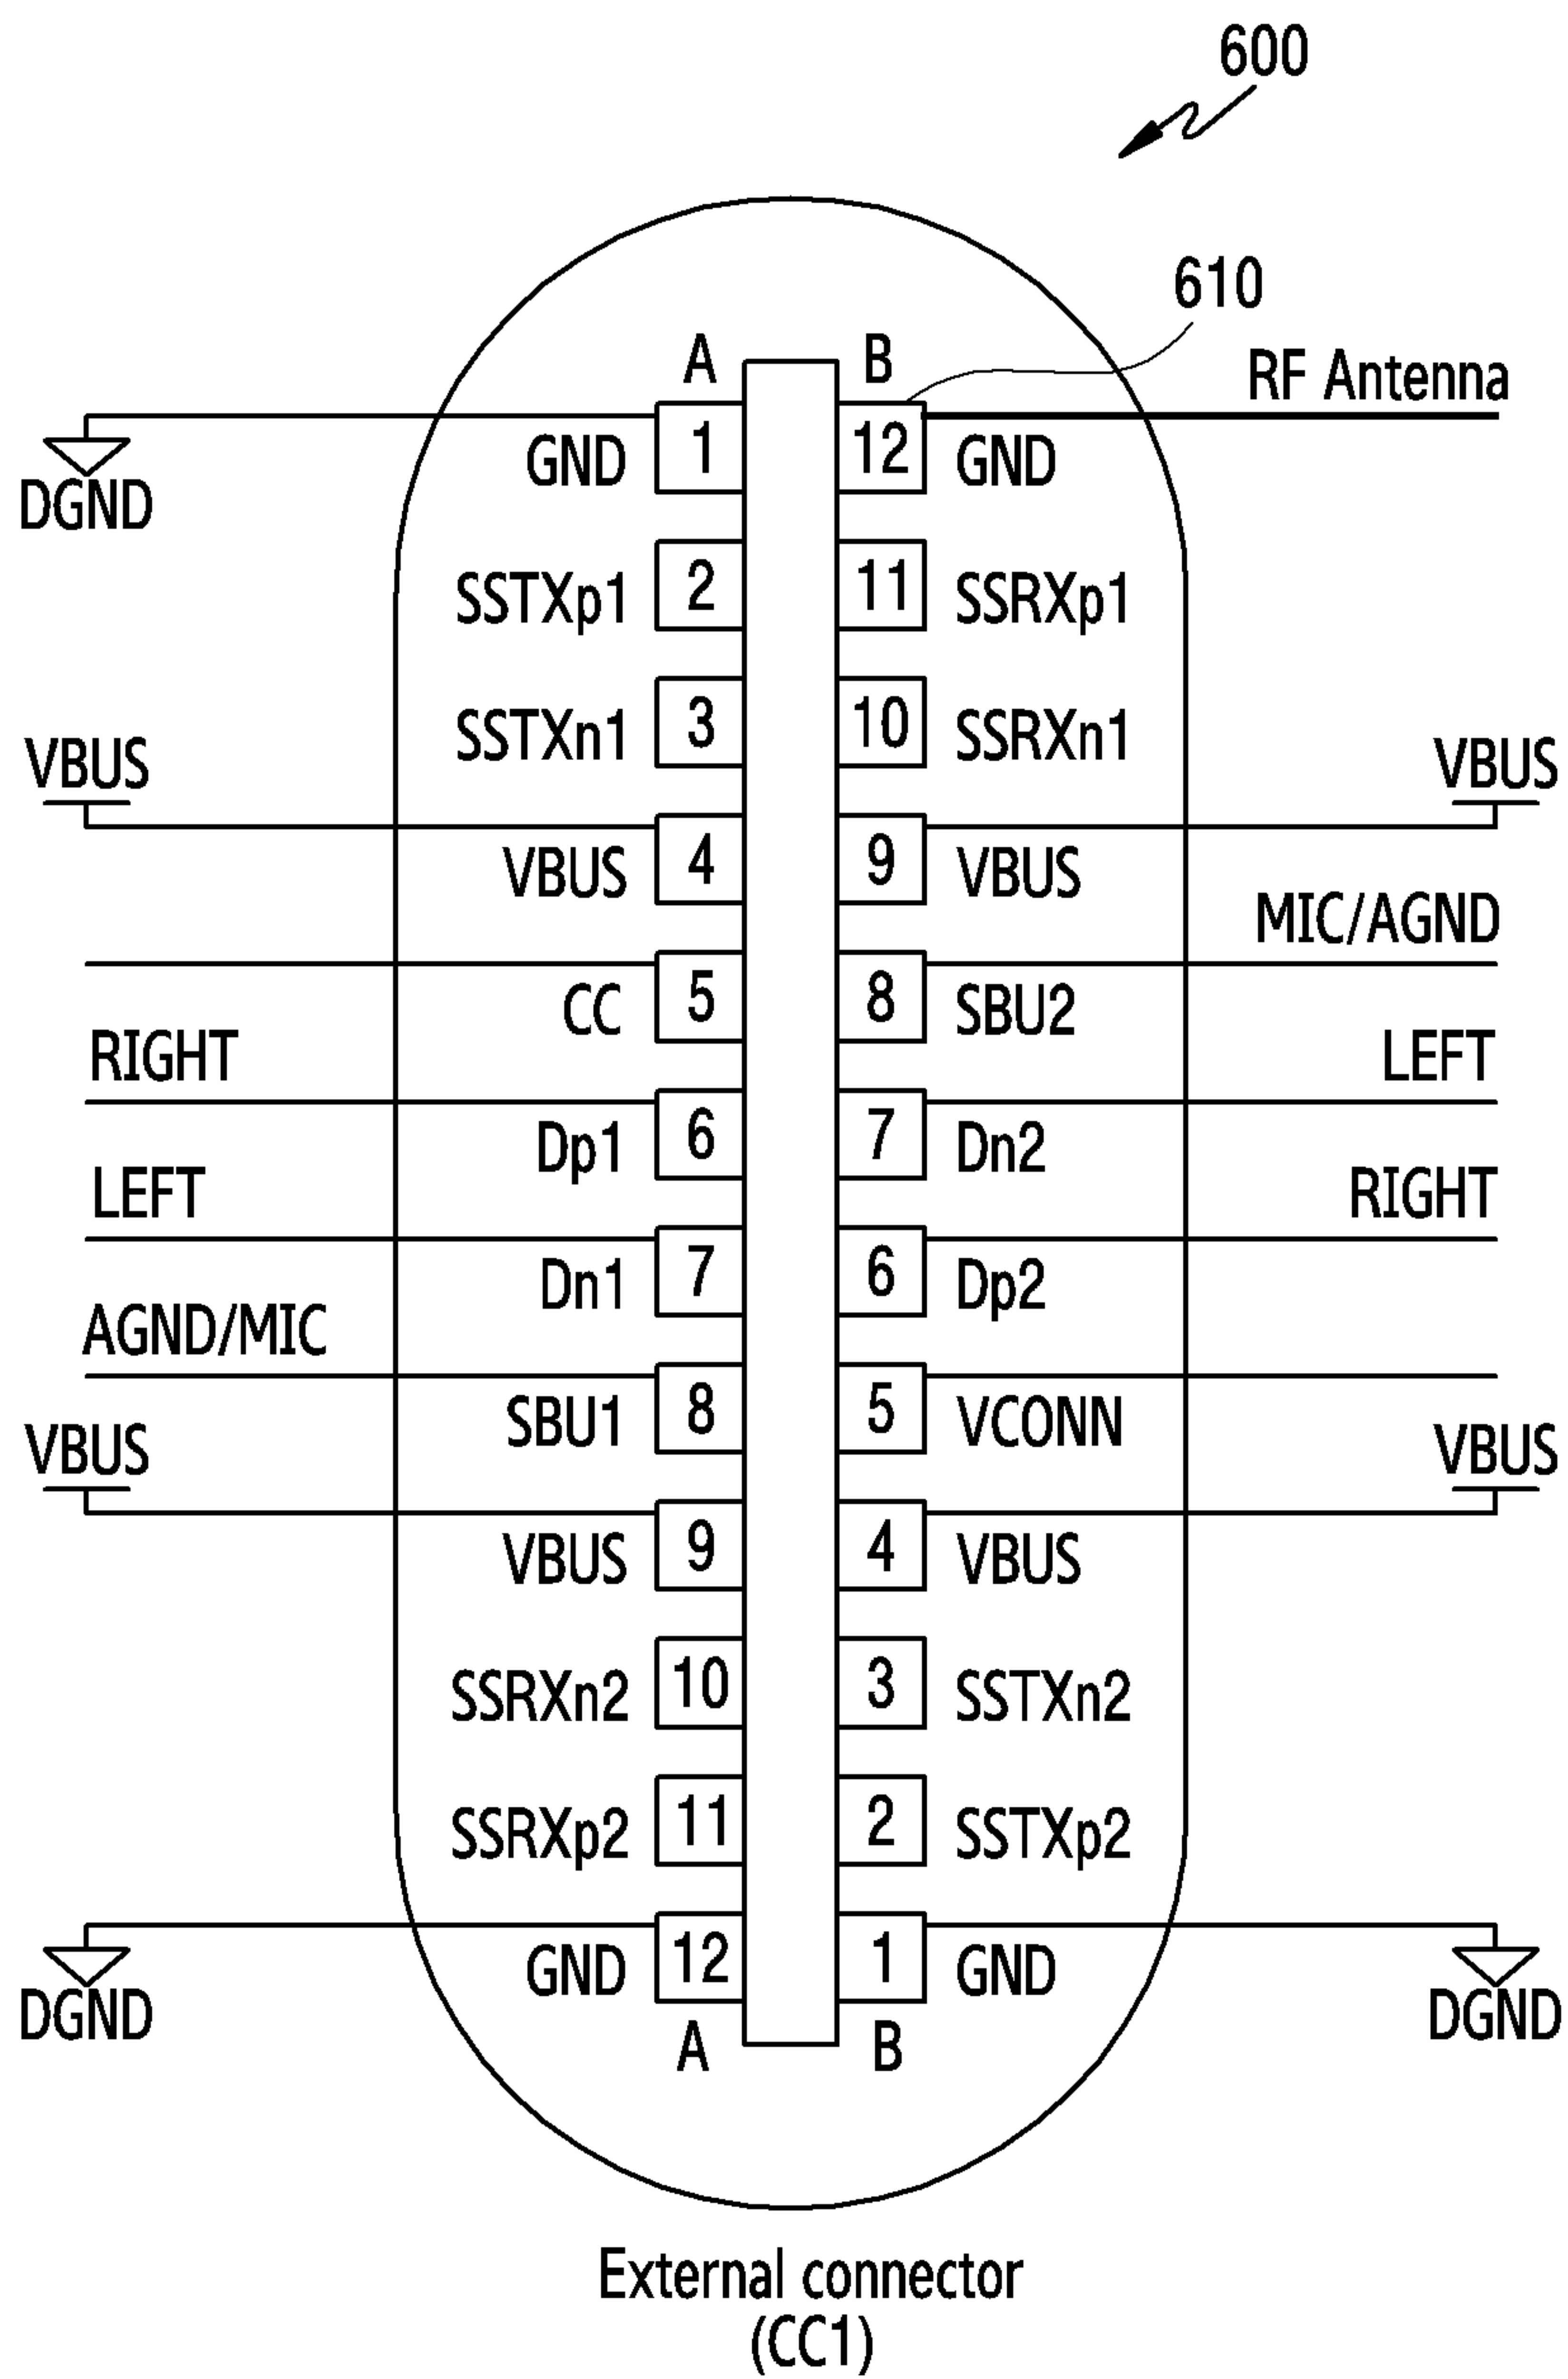 600
610
A B RF Antenna
1 12
GND GND
DGND
2 11
SSTXp1 SSRXp1
3 10
SSTXn1 SSRXn1
VBUS VBUS
4 9
VBUS VBUS
MIC/AGND
5 8
CC SBU2
RIGHT LEFT
6 7
Dp1 Dn2
LEFT RIGHT
7 6
Dn1 Dp2
AGND/MIC
8 5
SBU1 VCONN
VBUS VBUS
9 4
VBUS VBUS
10 3
SSRXn2 SSTXn2
11 2
SSRXp2 SSTXp2
12 1
GND GND
DGND DGND
A B
External connector
(CC1)